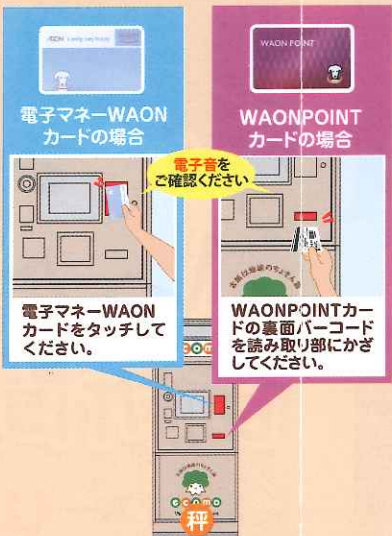 WAON POINT
電子マネーWAON
カードの場合
WAONPOINT
カードの場合
電子音を
ご確認ください
電子マネーWAON
カードをタッチして
ください。
WAONPOINTカー
ドの裏面バーコード
を読み取り部にかざ
してください。
ecomo
秤